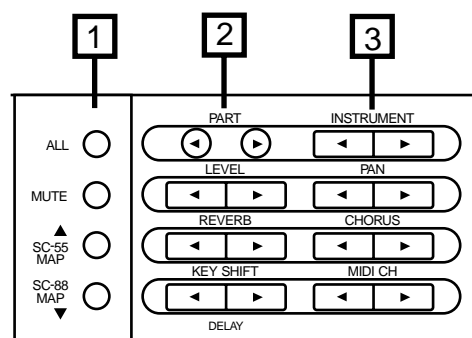 1
2
3
PART
INSTRUMENT
ALL
LEVEL
PAN
MUTE
REVERB
CHORUS
SC-55
MAP
KEY SHIFT
MIDI CH
SC-88
MAP
DELAY